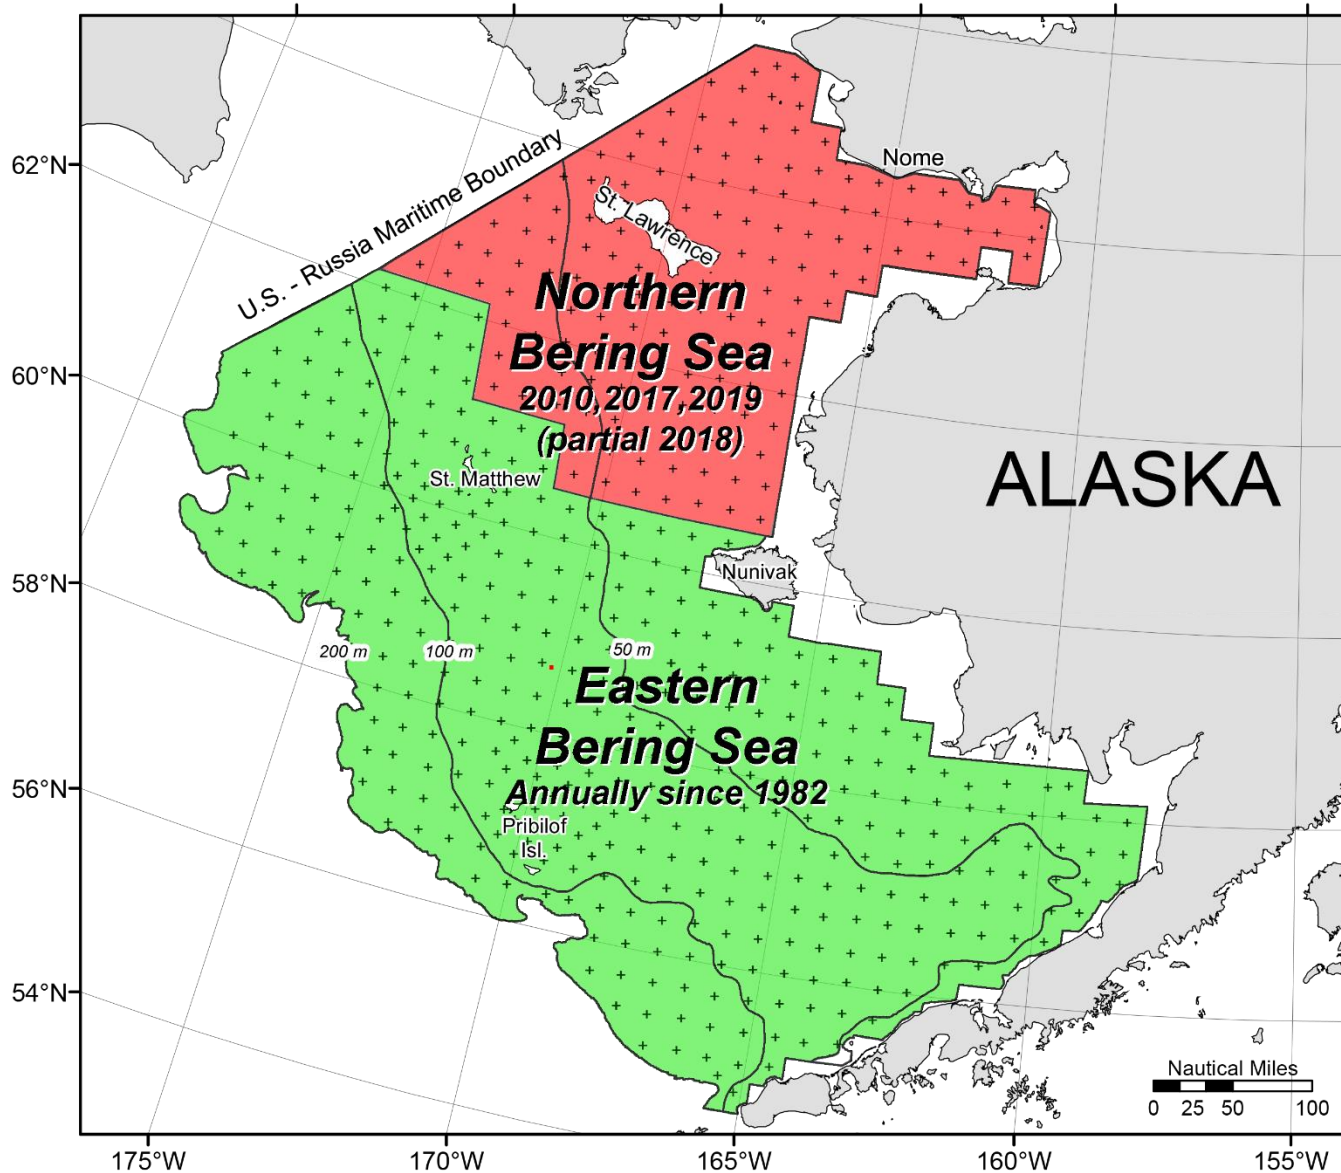 62°N
60°N
58°N
56°N
54°N
U.S. - Russia Maritime Boundary
Nome
St. Lawrence
Northern
Bering Sea
2010,2017,2019
(partial 2018)
ALASKA
St. Matthew
Nunivak
200 m
100 m
50 m
Eastern
Bering Sea
Annually since 1982
Pribilof
Isl.
Nautical Miles
0 25 50 100
175°W
170°W
165°W
160°W
155°W